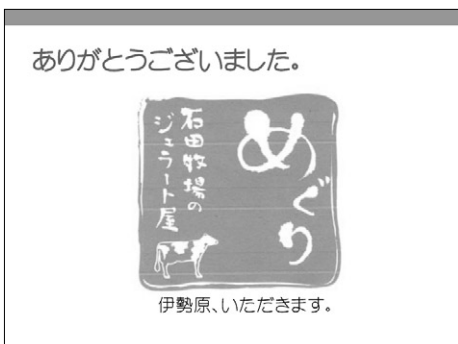 ありがとうございました。
めぐり
石田牧場の
ジェラート屋
伊勢原、いただきます。